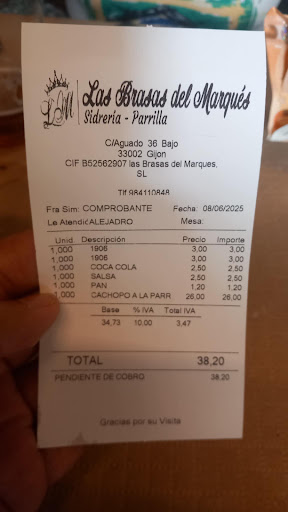 LM Las Brasas del Marqués
Sidrería - Parrilla
C/Aguado 36 Bajo
33002 Gijon
CIF B52562907 las Brasas del Marques,
SL
Tlf.984110848
Fra Sim: COMPROBANTE Fecha: 08/06/2025
Le Atendió: ALEJADRO Mesa:
Unid Descripción Precio Importe
1,000 1906 3,00 3,00
1,000 1906 3,00 3,00
1,000 COCA COLA 2,50 2,50
1,000 SALSA 2,50 2,50
1,000 PAN 1,20 1,20
1,000 CACHOPO A LA PARR 26,00 26,00
Base % IVA Total IVA
34,73 10,00 3,47
TOTAL 38,20
PENDIENTE DE COBRO 38,20
Gracias por su Visita